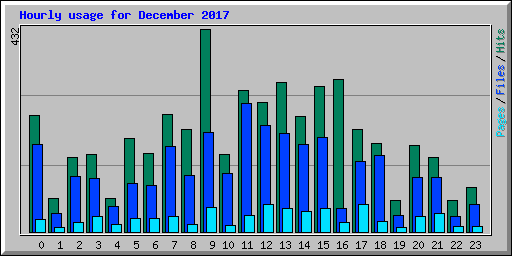 Hourly usage for December 2017
432
Pages / Files / Hits
0 1 2 3 4 5 6 7 8 9 10 11 12 13 14 15 16 17 18 19 20 21 22 23